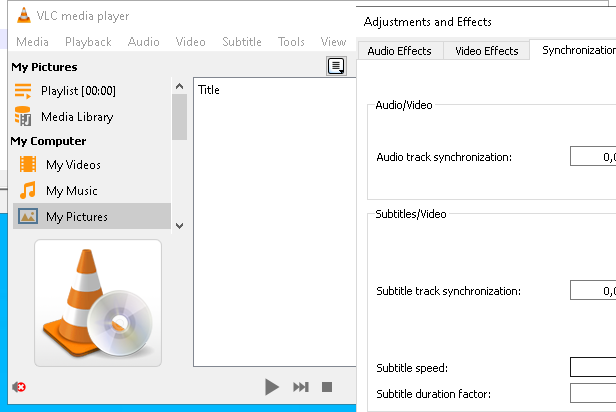 VLC media player
Media Playback Audio Video Subtitle Tools View
My Pictures
Playlist [00:00]
Media Library
My Computer
My Videos
My Music
My Pictures
Title
Adjustments and Effects
Audio Effects Video Effects Synchronization
Audio/Video
Audio track synchronization: 0,0
Subtitles/Video
Subtitle track synchronization: 0,0
Subtitle speed:
Subtitle duration factor: